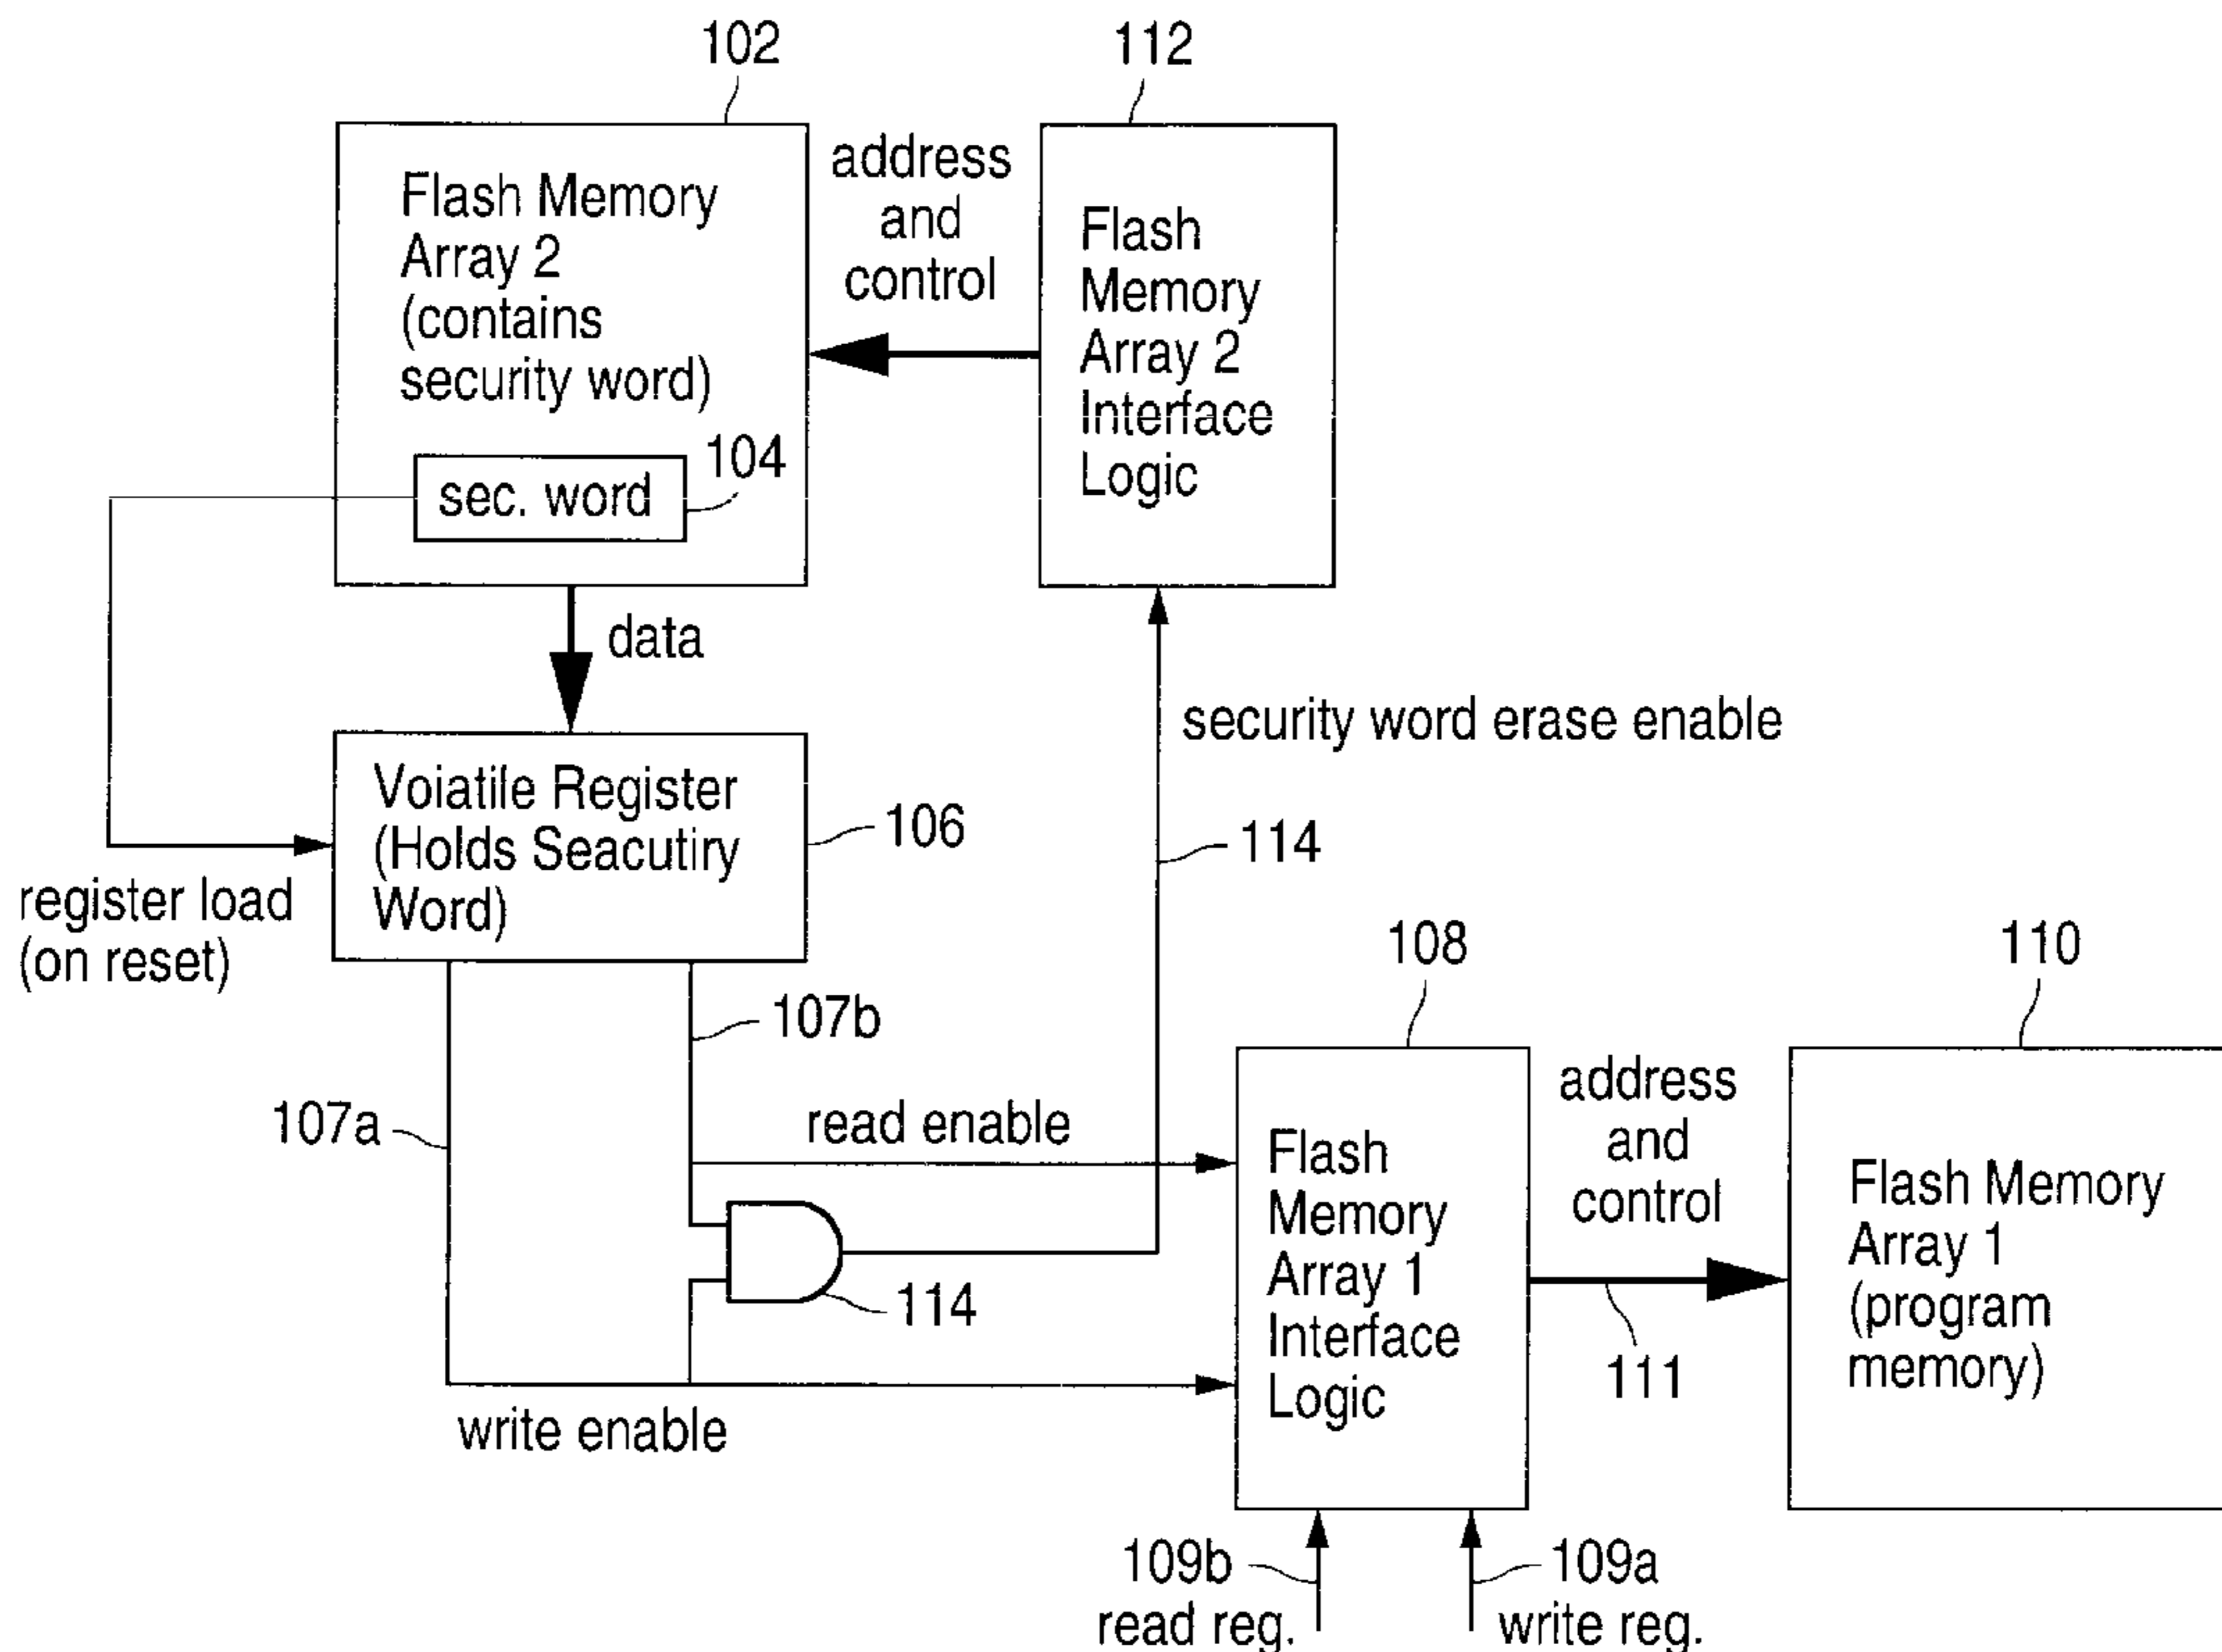 102
112
Flash Memory
Array 2
(contains
security word)
address
and
control
Flash
Memory
Array 2
Interface
Logic
104
sec. word
data
security word erase enable
Voiatile Register
(Holds Seacutiry
Word)
106
114
register load
(on reset)
107b
108
110
107a
read enable
address
and
control
Flash
Memory
Array 1
Interface
Logic
Flash Memory
Array 1
(program
memory)
114
111
write enable
109b
read reg.
109a
write reg.